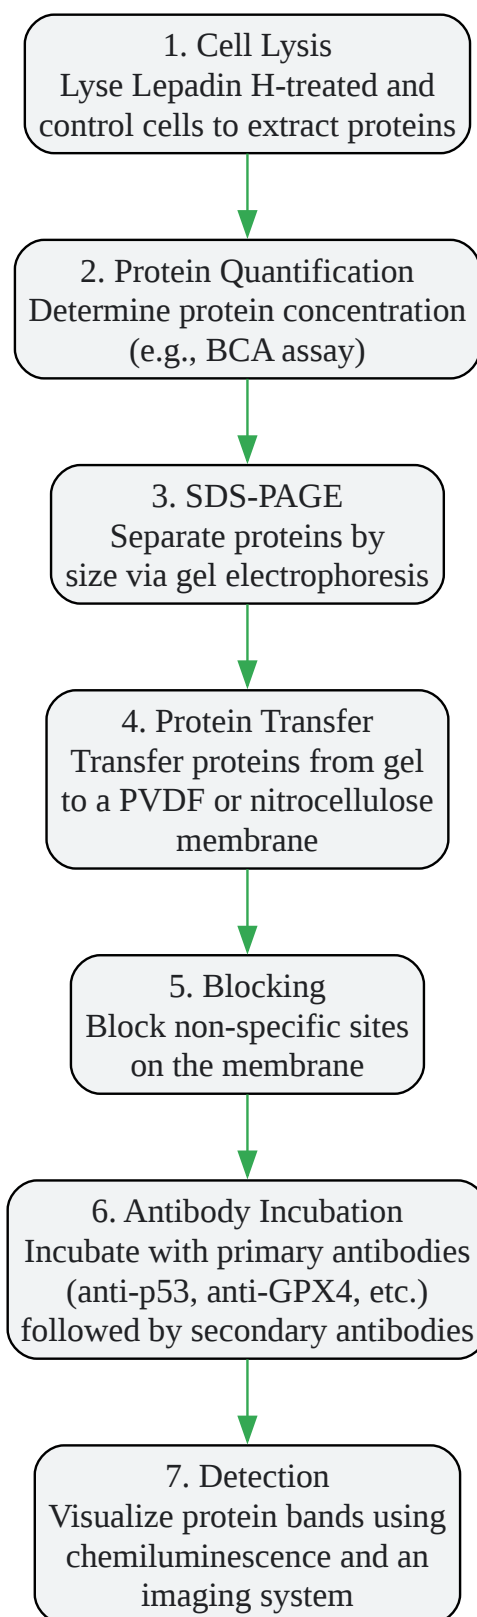 1. Cell Lysis
Lyse Lepadin H-treated and
control cells to extract proteins
2. Protein Quantification
Determine protein concentration
(e.g., BCA assay)
3. SDS-PAGE
Separate proteins by
size via gel electrophoresis
4. Protein Transfer
Transfer proteins from gel
to a PVDF or nitrocellulose
membrane
5. Blocking
Block non-specific sites
on the membrane
6. Antibody Incubation
Incubate with primary antibodies
(anti-p53, anti-GPX4, etc.)
followed by secondary antibodies
7. Detection
Visualize protein bands using
chemiluminescence and an
imaging system